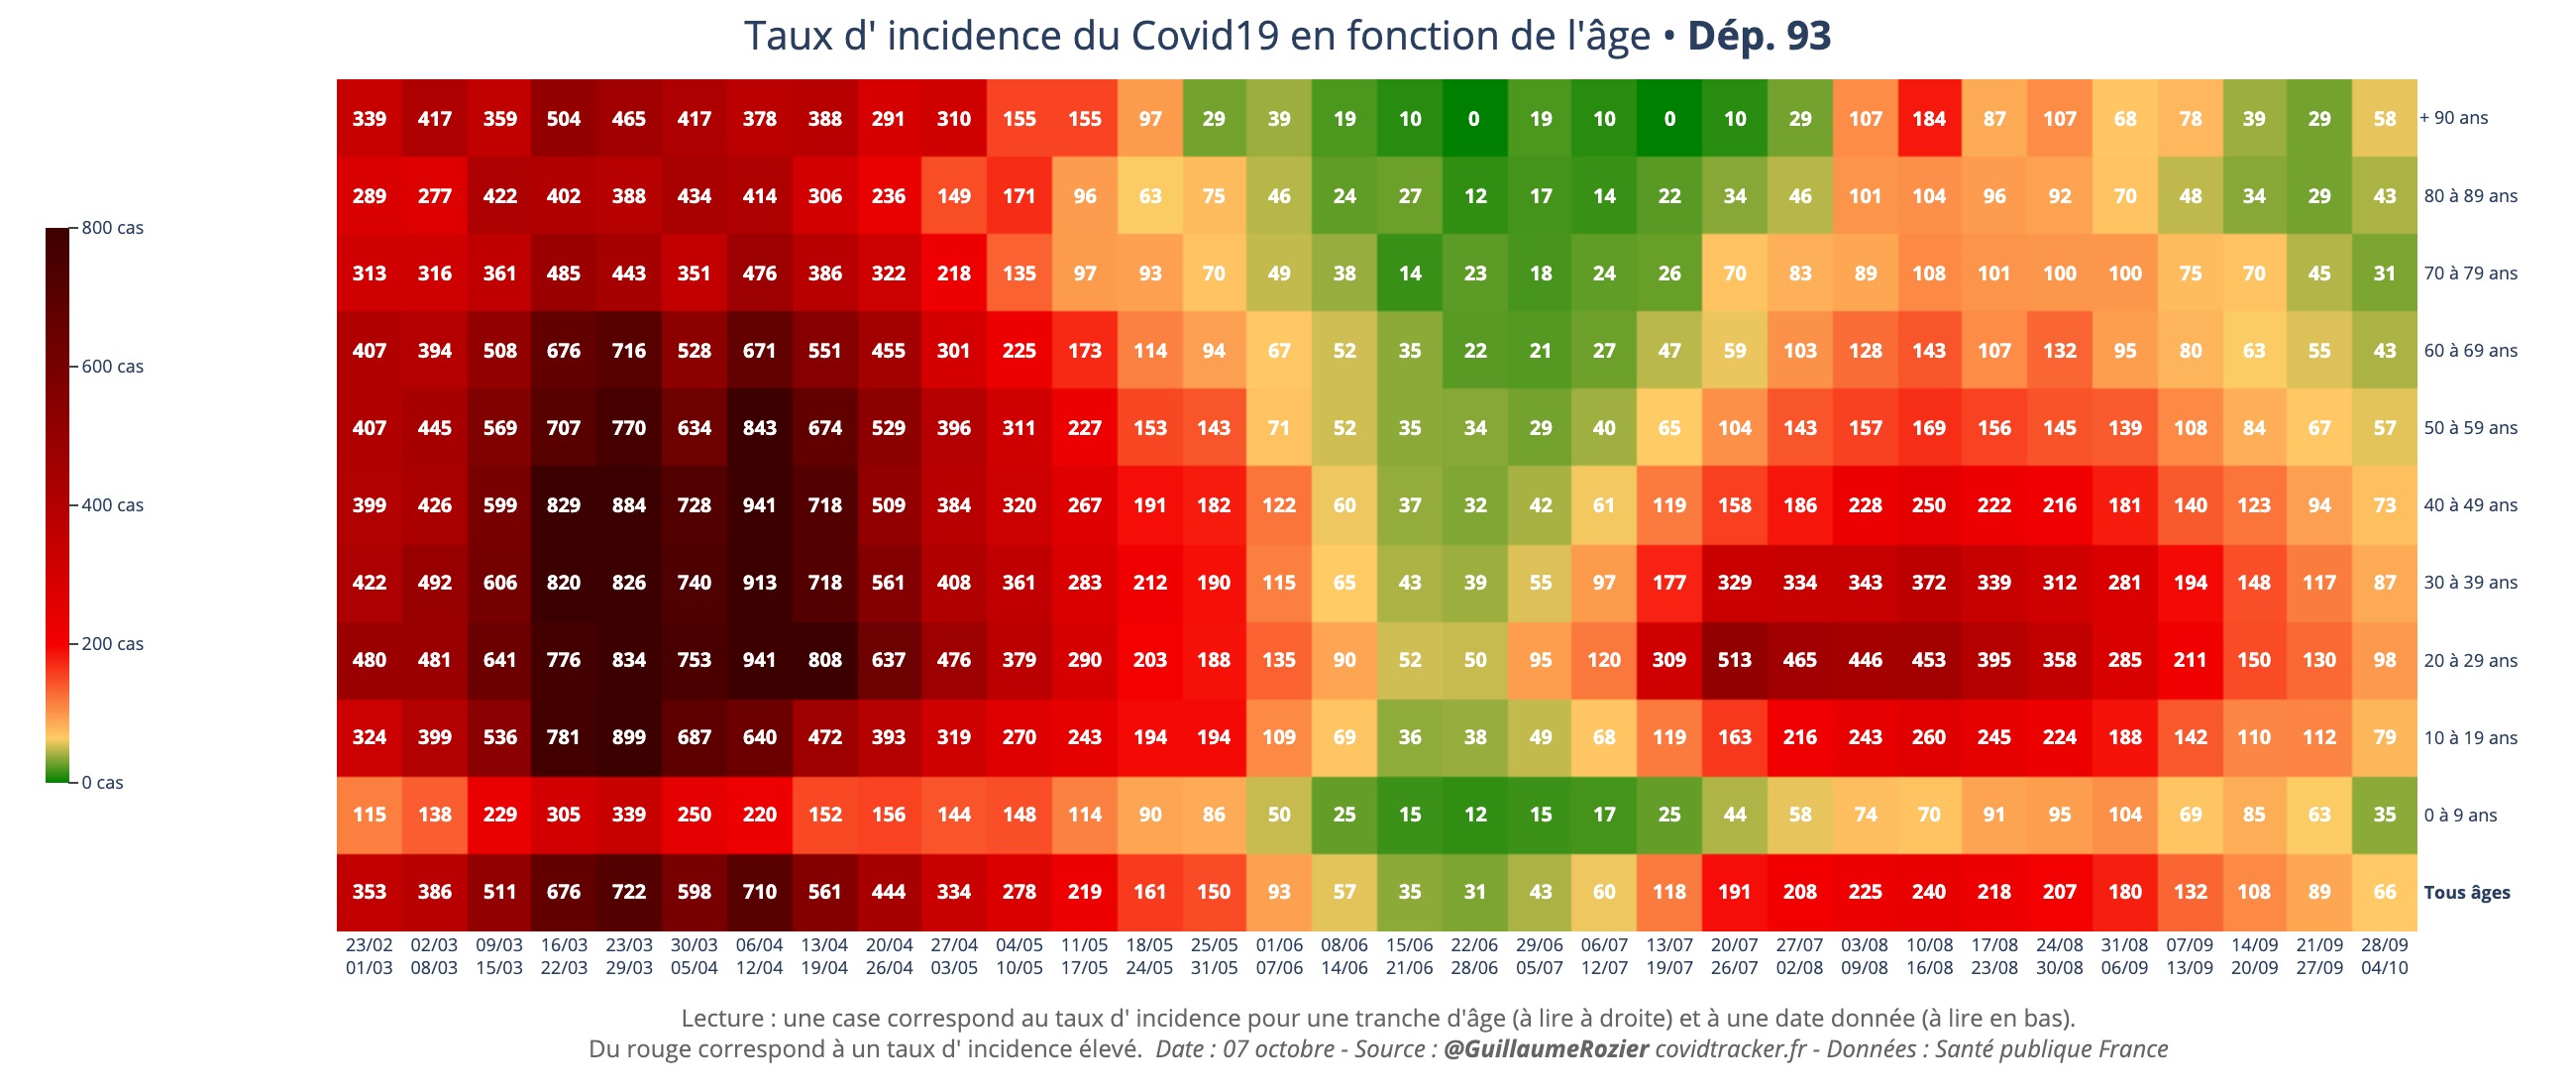 Taux d' incidence du Covid19 en fonction de l'âge • Dép. 93
339 417 359 504 465 417 378 388 291 310 155 155 97 29 39 19 10 0 19 10 0 10 29 107 184 87 107 68 78 39 29 58 + 90 ans
289 277 422 402 388 434 414 306 236 149 171 96 63 75 46 24 27 12 17 14 22 34 46 101 104 96 92 70 48 34 29 43 80 à 89 ans
800 cas
313 316 361 485 443 351 476 386 322 218 135 97 93 70 49 38 14 23 18 24 26 70 83 89 108 101 100 100 75 70 45 31 70 à 79 ans
407 394 508 676 716 528 671 551 455 301 225 173 114 94 67 52 35 22 21 27 47 59 103 128 143 107 132 95 80 63 55 43 60 à 69 ans
600 cas
407 445 569 707 770 634 843 674 529 396 311 227 153 143 71 52 35 34 29 40 65 104 143 157 169 156 145 139 108 84 67 57 50 à 59 ans
400 cas
399 426 599 829 884 728 941 718 509 384 320 267 191 182 122 60 37 32 42 61 119 158 186 228 250 222 216 181 140 123 94 73 40 à 49 ans
422 492 606 820 826 740 913 718 561 408 361 283 212 190 115 65 43 39 55 97 177 329 334 343 372 339 312 281 194 148 117 87 30 à 39 ans
200 cas
480 481 641 776 834 753 941 808 637 476 379 290 203 188 135 90 52 50 95 120 309 513 465 446 453 395 358 285 211 150 130 98 20 à 29 ans
324 399 536 781 899 687 640 472 393 319 270 243 194 194 109 69 36 38 49 68 119 163 216 243 260 245 224 188 142 110 112 79 10 à 19 ans
0 cas
115 138 229 305 339 250 220 152 156 144 148 114 90 86 50 25 15 12 15 17 25 44 58 74 70 91 95 104 69 85 63 35 0 à 9 ans
353 386 511 676 722 598 710 561 444 334 278 219 161 150 93 57 35 31 43 60 118 191 208 225 240 218 207 180 132 108 89 66 Tous âges
23/02 02/03 09/03 16/03 23/03 30/03 06/04 13/04 20/04 27/04 04/05 11/05 18/05 25/05 01/06 08/06 15/06 22/06 29/06 06/07 13/07 20/07 27/07 03/08 10/08 17/08 24/08 31/08 07/09 14/09 21/09 28/09
01/03 08/03 15/03 22/03 29/03 05/04 12/04 19/04 26/04 03/05 10/05 17/05 24/05 31/05 07/06 14/06 21/06 28/06 05/07 12/07 19/07 26/07 02/08 09/08 16/08 23/08 30/08 06/09 13/09 20/09 27/09 04/10
Lecture : une case correspond au taux d' incidence pour une tranche d'âge (à lire à droite) et à une date donnée (à lire en bas).
Du rouge correspond à un taux d' incidence élevé. Date : 07 octobre - Source : @GuillaumeRozier covidtracker.fr - Données : Santé publique France